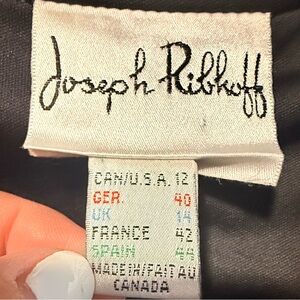 Joseph Ribkoff
CAN/U.S.A. 12
GER. 40
UK 14
FRANCE 42
SPAIN 44
MADE IN/FAIT AU
CANADA